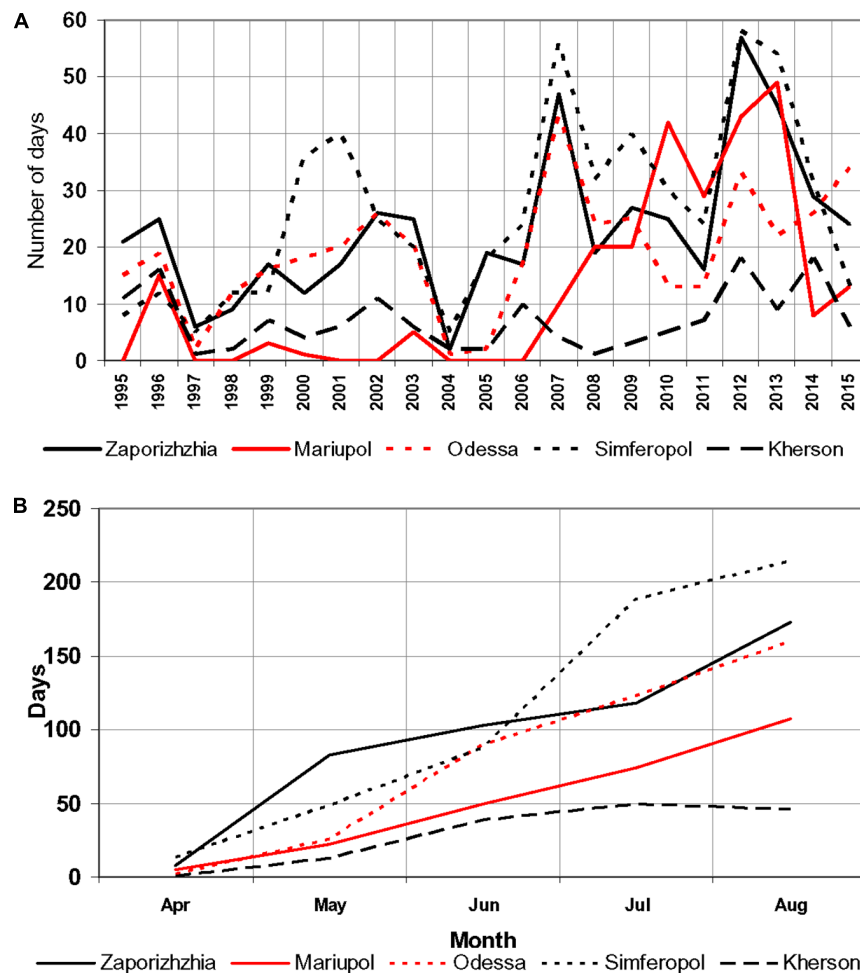 A
Number of days
60
50
40
30
20
10
0
1995 1996 1997 1998 1999 2000 2001 2002 2003 2004 2005 2006 2007 2008 2009 2010 2011 2012 2013 2014 2015
Zaporizhzhia Mariupol Odessa Simferopol Kherson
B
Days
250
200
150
100
50
0
Apr May Jun Jul Aug
Month
Zaporizhzhia Mariupol Odessa Simferopol Kherson